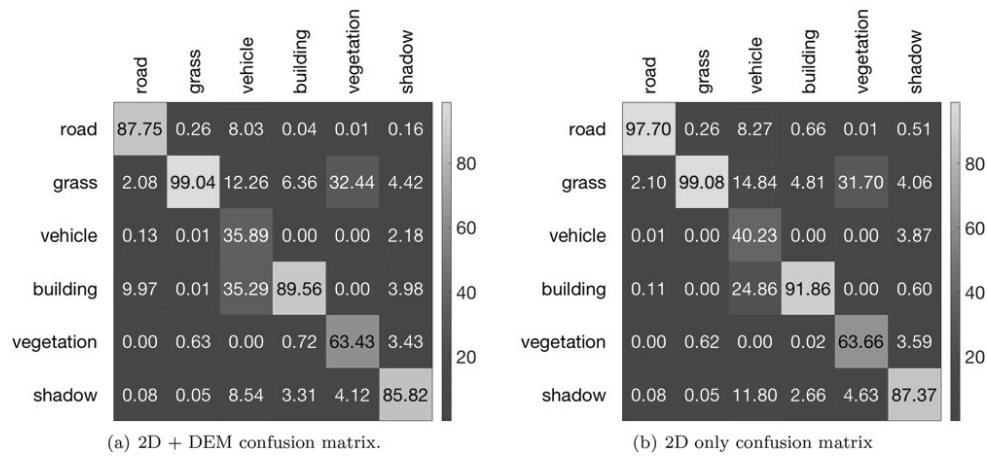 road grass vehicle building vegetation shadow
road 87.75 0.26 8.03 0.04 0.01 0.16
grass 2.08 99.04 12.26 6.36 32.44 4.42
vehicle 0.13 0.01 35.89 0.00 0.00 2.18
building 9.97 0.01 35.29 89.56 0.00 3.98
vegetation 0.00 0.63 0.00 0.72 63.43 3.43
shadow 0.08 0.05 8.54 3.31 4.12 85.82
80
60
40
20
(a) 2D + DEM confusion matrix.
road grass vehicle building vegetation shadow
road 97.70 0.26 8.27 0.66 0.01 0.51
grass 2.10 99.08 14.84 4.81 31.70 4.06
vehicle 0.01 0.00 40.23 0.00 0.00 3.87
building 0.11 0.00 24.86 91.86 0.00 0.60
vegetation 0.00 0.62 0.00 0.02 63.66 3.59
shadow 0.08 0.05 11.80 2.66 4.63 87.37
80
60
40
20
(b) 2D only confusion matrix